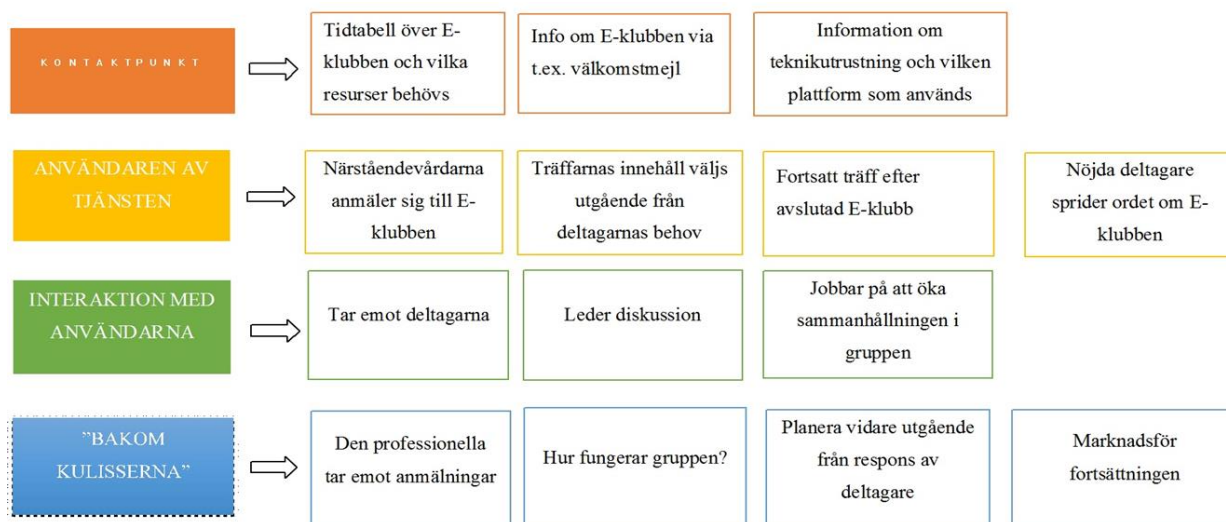 KONTAKTPUNKT
Tidtabell över E-
klubben och vilka
resurser behövs
Info om E-klubben via
t.ex. välkomstmejl
Information om
teknikutrustning och vilken
plattform som används
ANVÄNDAREN AV
TJÄNSTEN
Närståendevårdarna
anmäler sig till E-
klubben
Träffarnas innehåll väljs
utgående från
deltagarnas behov
Fortsatt träff efter
avslutad E-klubb
Nöjda deltagare
sprider ordet om E-
klubben
INTERAKTION MED
ANVÄNDARNA
Tar emot deltagarna
Leder diskussion
Jobbar på att öka
sammanhållningen i
gruppen
”BAKOM
KULISSERNA”
Den professionella
tar emot anmälningar
Hur fungerar gruppen?
Planera vidare utgående
från respons av
deltagare
Marknadsför
fortsättningen